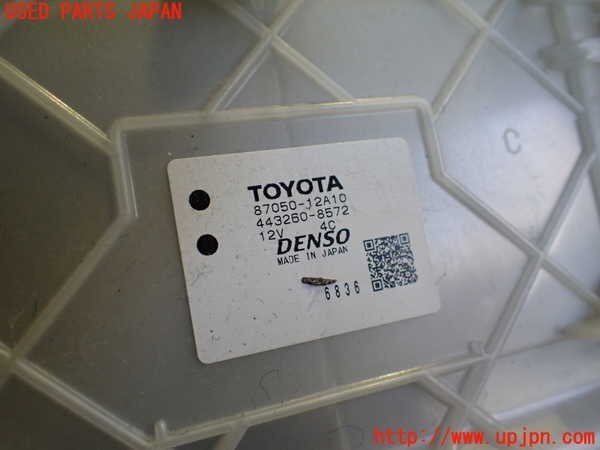 USED PARTS JAPAN
C
TOYOTA
87050-12A10
443260-8572
12V 4C
DENSO
MADE IN JAPAN
6836
http://www.upjpn.com/